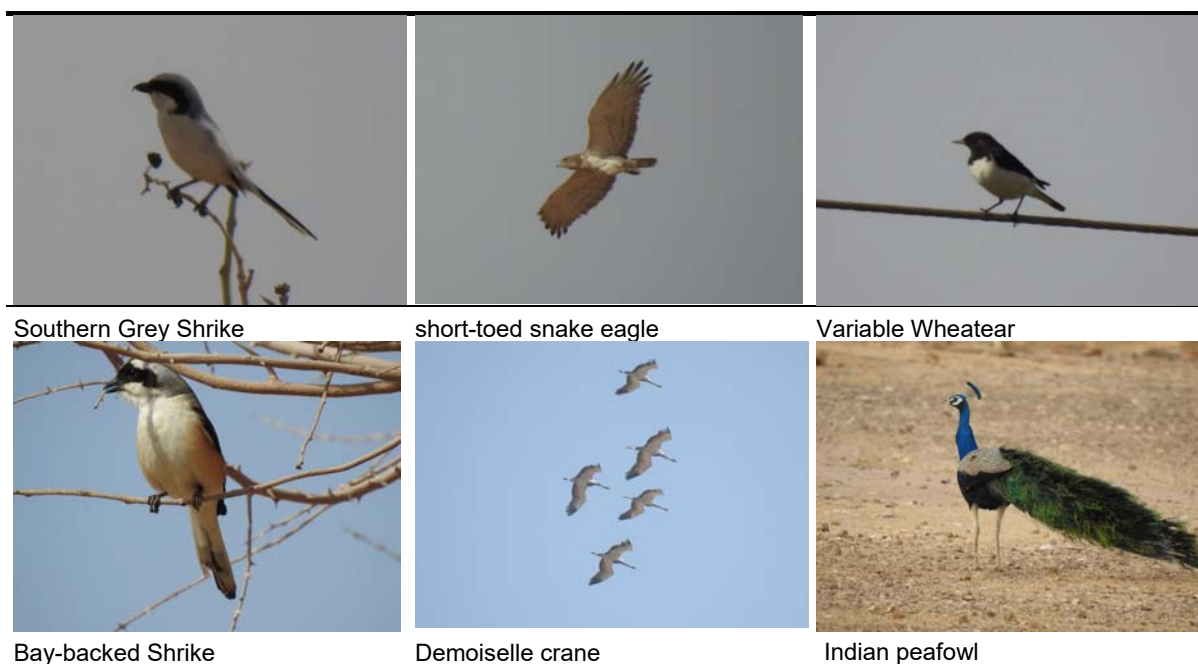 Southern Grey Shrike
short-toed snake eagle
Variable Wheatear
Bay-backed Shrike
Demoiselle crane
Indian peafowl